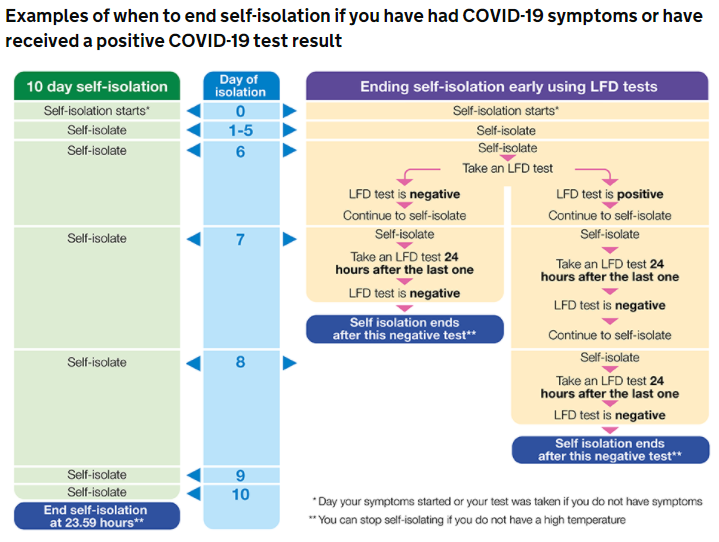 Examples of when to end self-isolation if you have had COVID-19 symptoms or have
received a positive COVID-19 test result
10 day self-isolation
Day of
isolation
Ending self-isolation early using LFD tests
Self-isolation starts*
0
Self-isolation starts*
Self-isolate
1-5
Self-isolate
Self-isolate
6
Self-isolate
Take an LFD test
LFD test is negative
Continue to self-isolate
LFD test is positive
Continue to self-isolate
Self-isolate
7
Self-isolate
Take an LFD test 24
hours after the last one
LFD test is negative
Self isolation ends
after this negative test**
Self-isolate
Take an LFD test 24
hours after the last one
LFD test is negative
Continue to self-isolate
Self-isolate
8
Self-isolate
Take an LFD test 24
hours after the last one
LFD test is negative
Self isolation ends
after this negative test**
Self-isolate
9
Self-isolate
10
End self-isolation
at 23.59 hours**
* Day your symptoms started or your test was taken if you do not have symptoms
** You can stop self-isolating if you do not have a high temperature